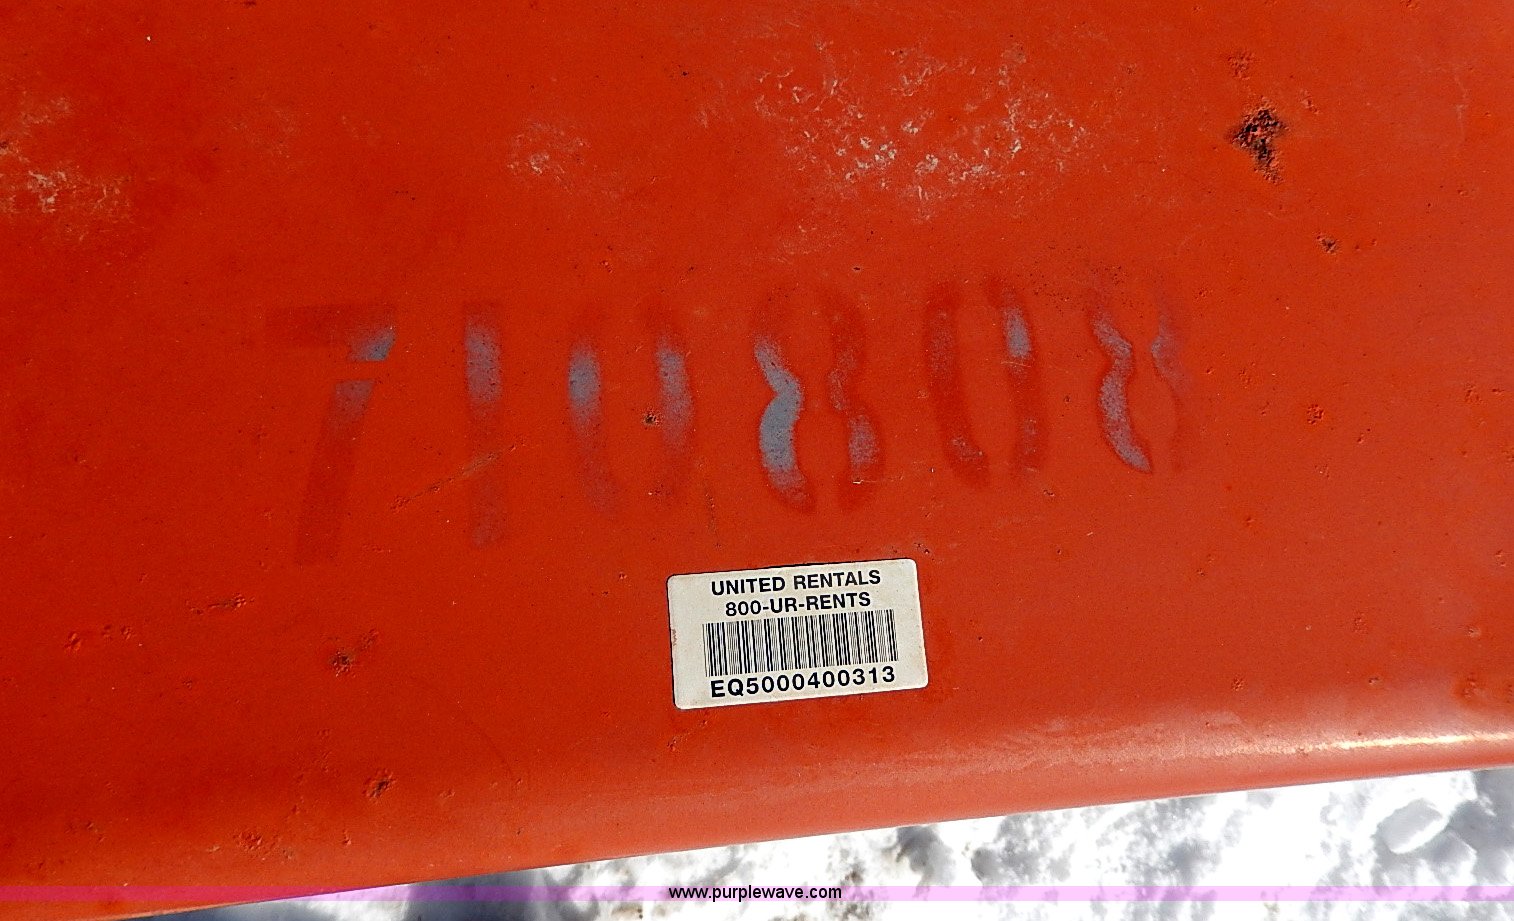 710808
UNITED RENTALS
800-UR-RENTS
EQ5000400313
www.purplewave.com